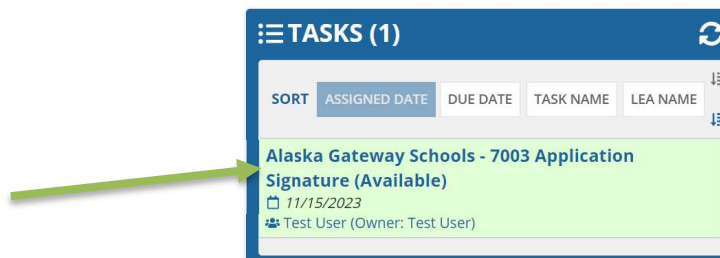 TASKS (1)
SORT ASSIGNED DATE DUE DATE TASK NAME LEA NAME
Alaska Gateway Schools - 7003 Application
Signature (Available)
11/15/2023
Test User (Owner: Test User)